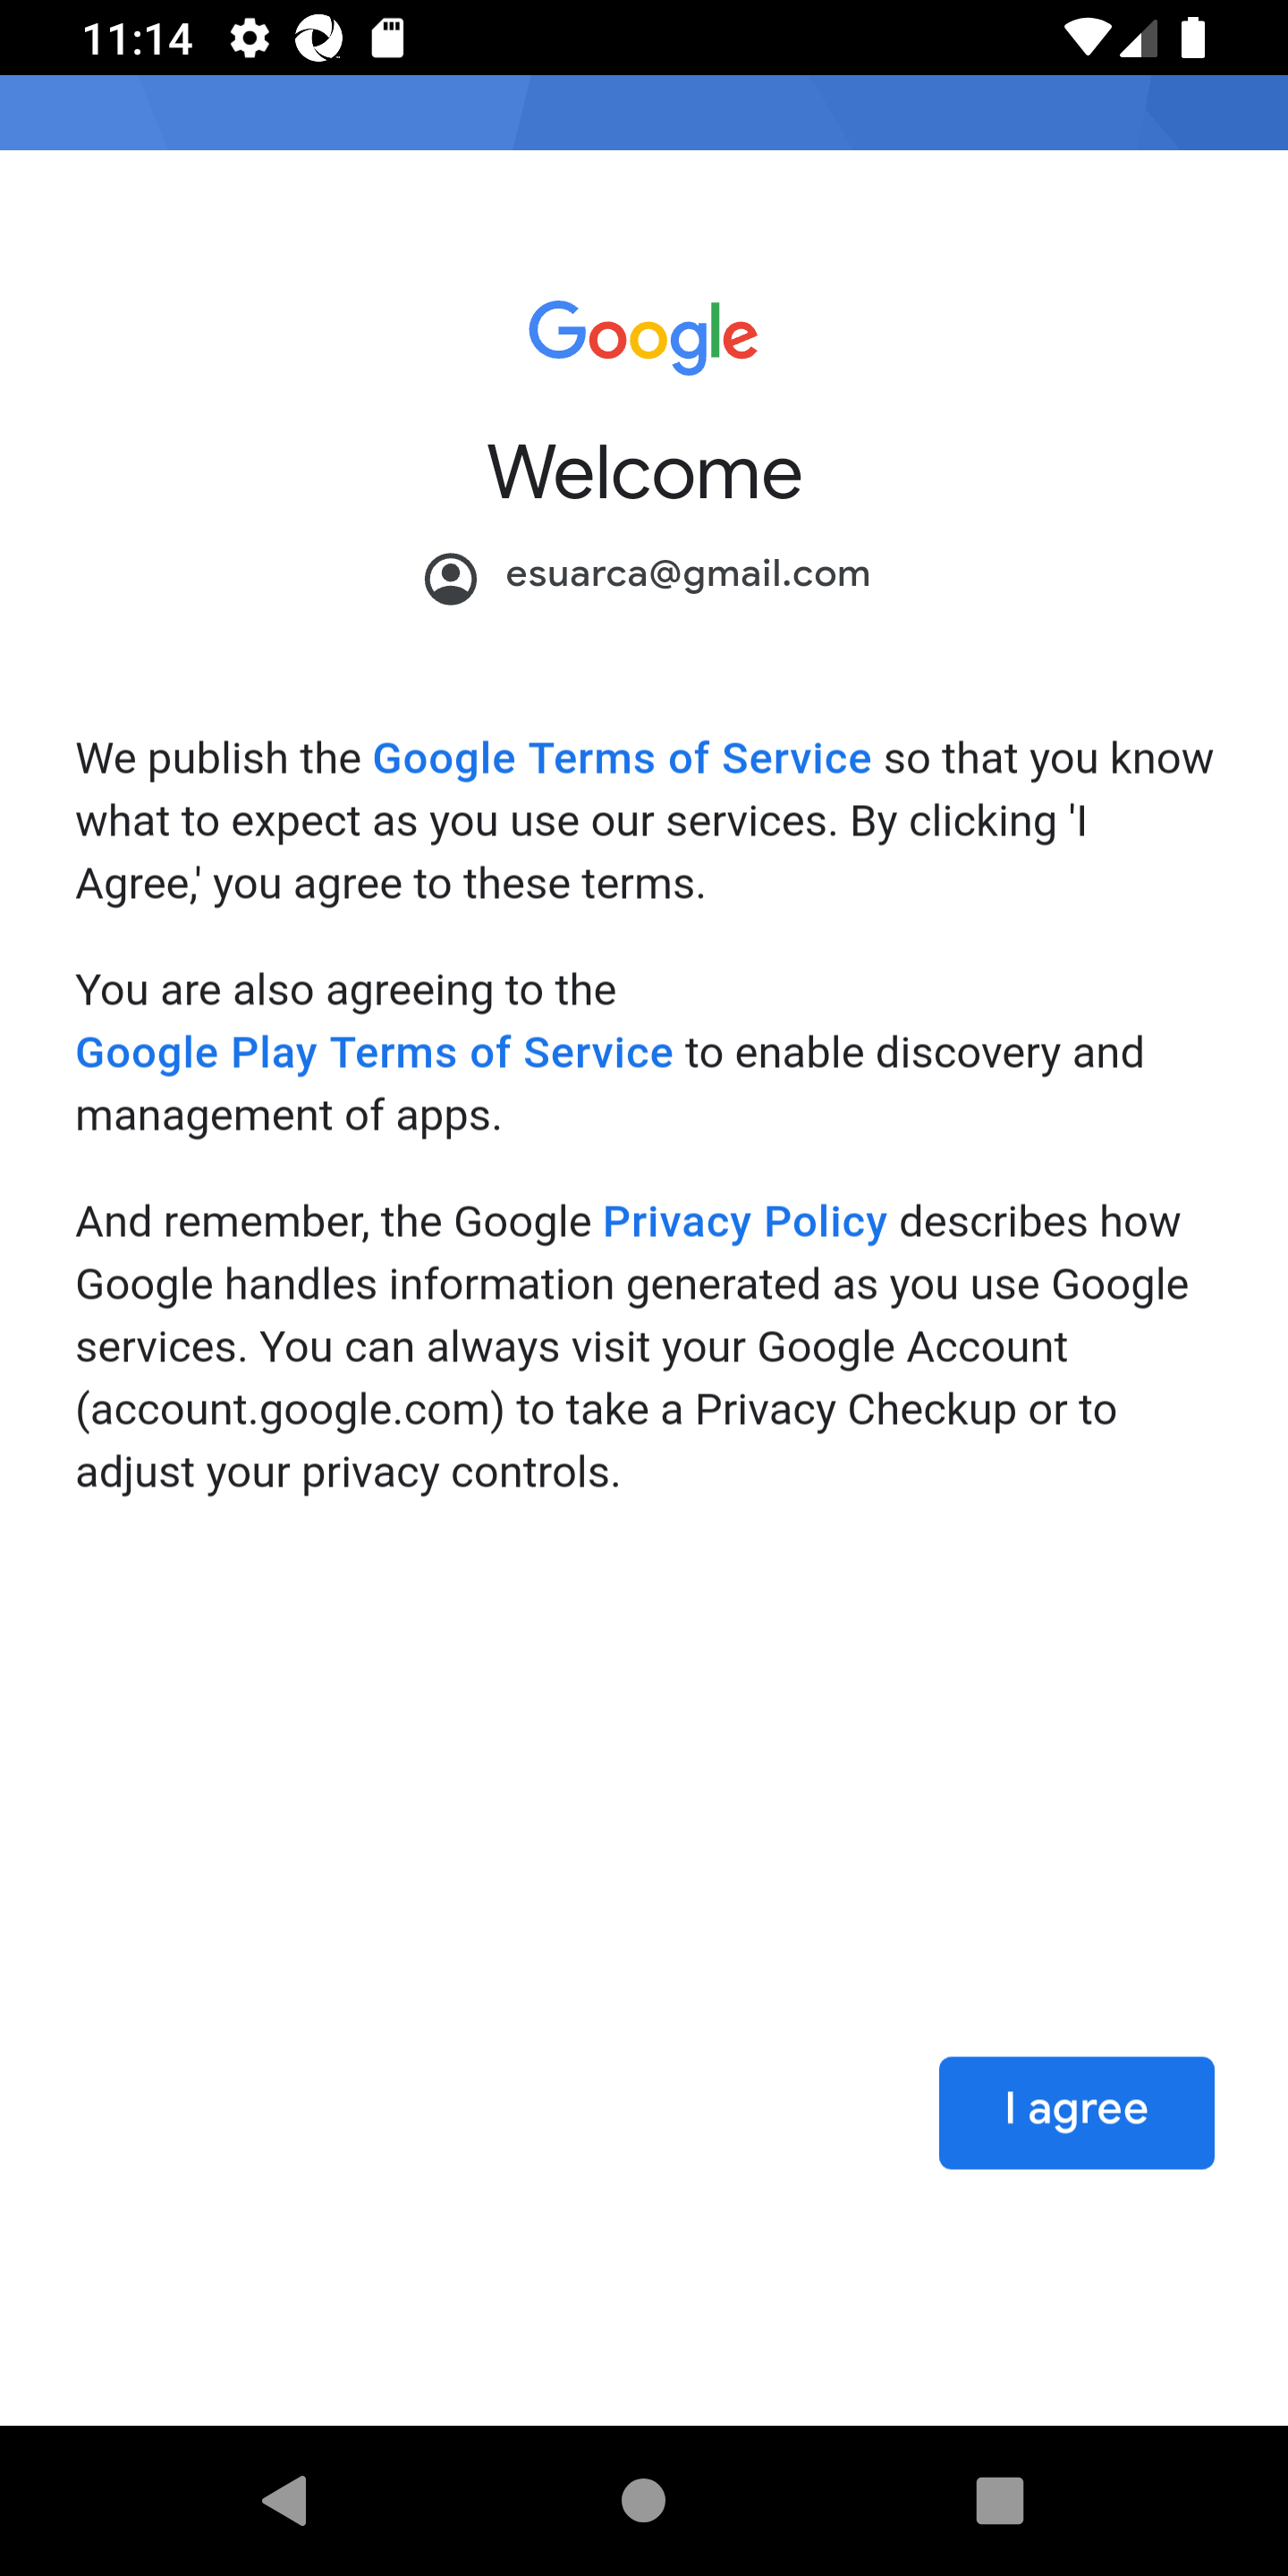 11:14
Google
Welcome
esuarca@gmail.com
We publish the Google Terms of Service so that you know
what to expect as you use our services. By clicking 'I
Agree,' you agree to these terms.
You are also agreeing to the
Google Play Terms of Service to enable discovery and
management of apps.
And remember, the Google Privacy Policy describes how
Google handles information generated as you use Google
services. You can always visit your Google Account
(account.google.com) to take a Privacy Checkup or to
adjust your privacy controls.
I agree